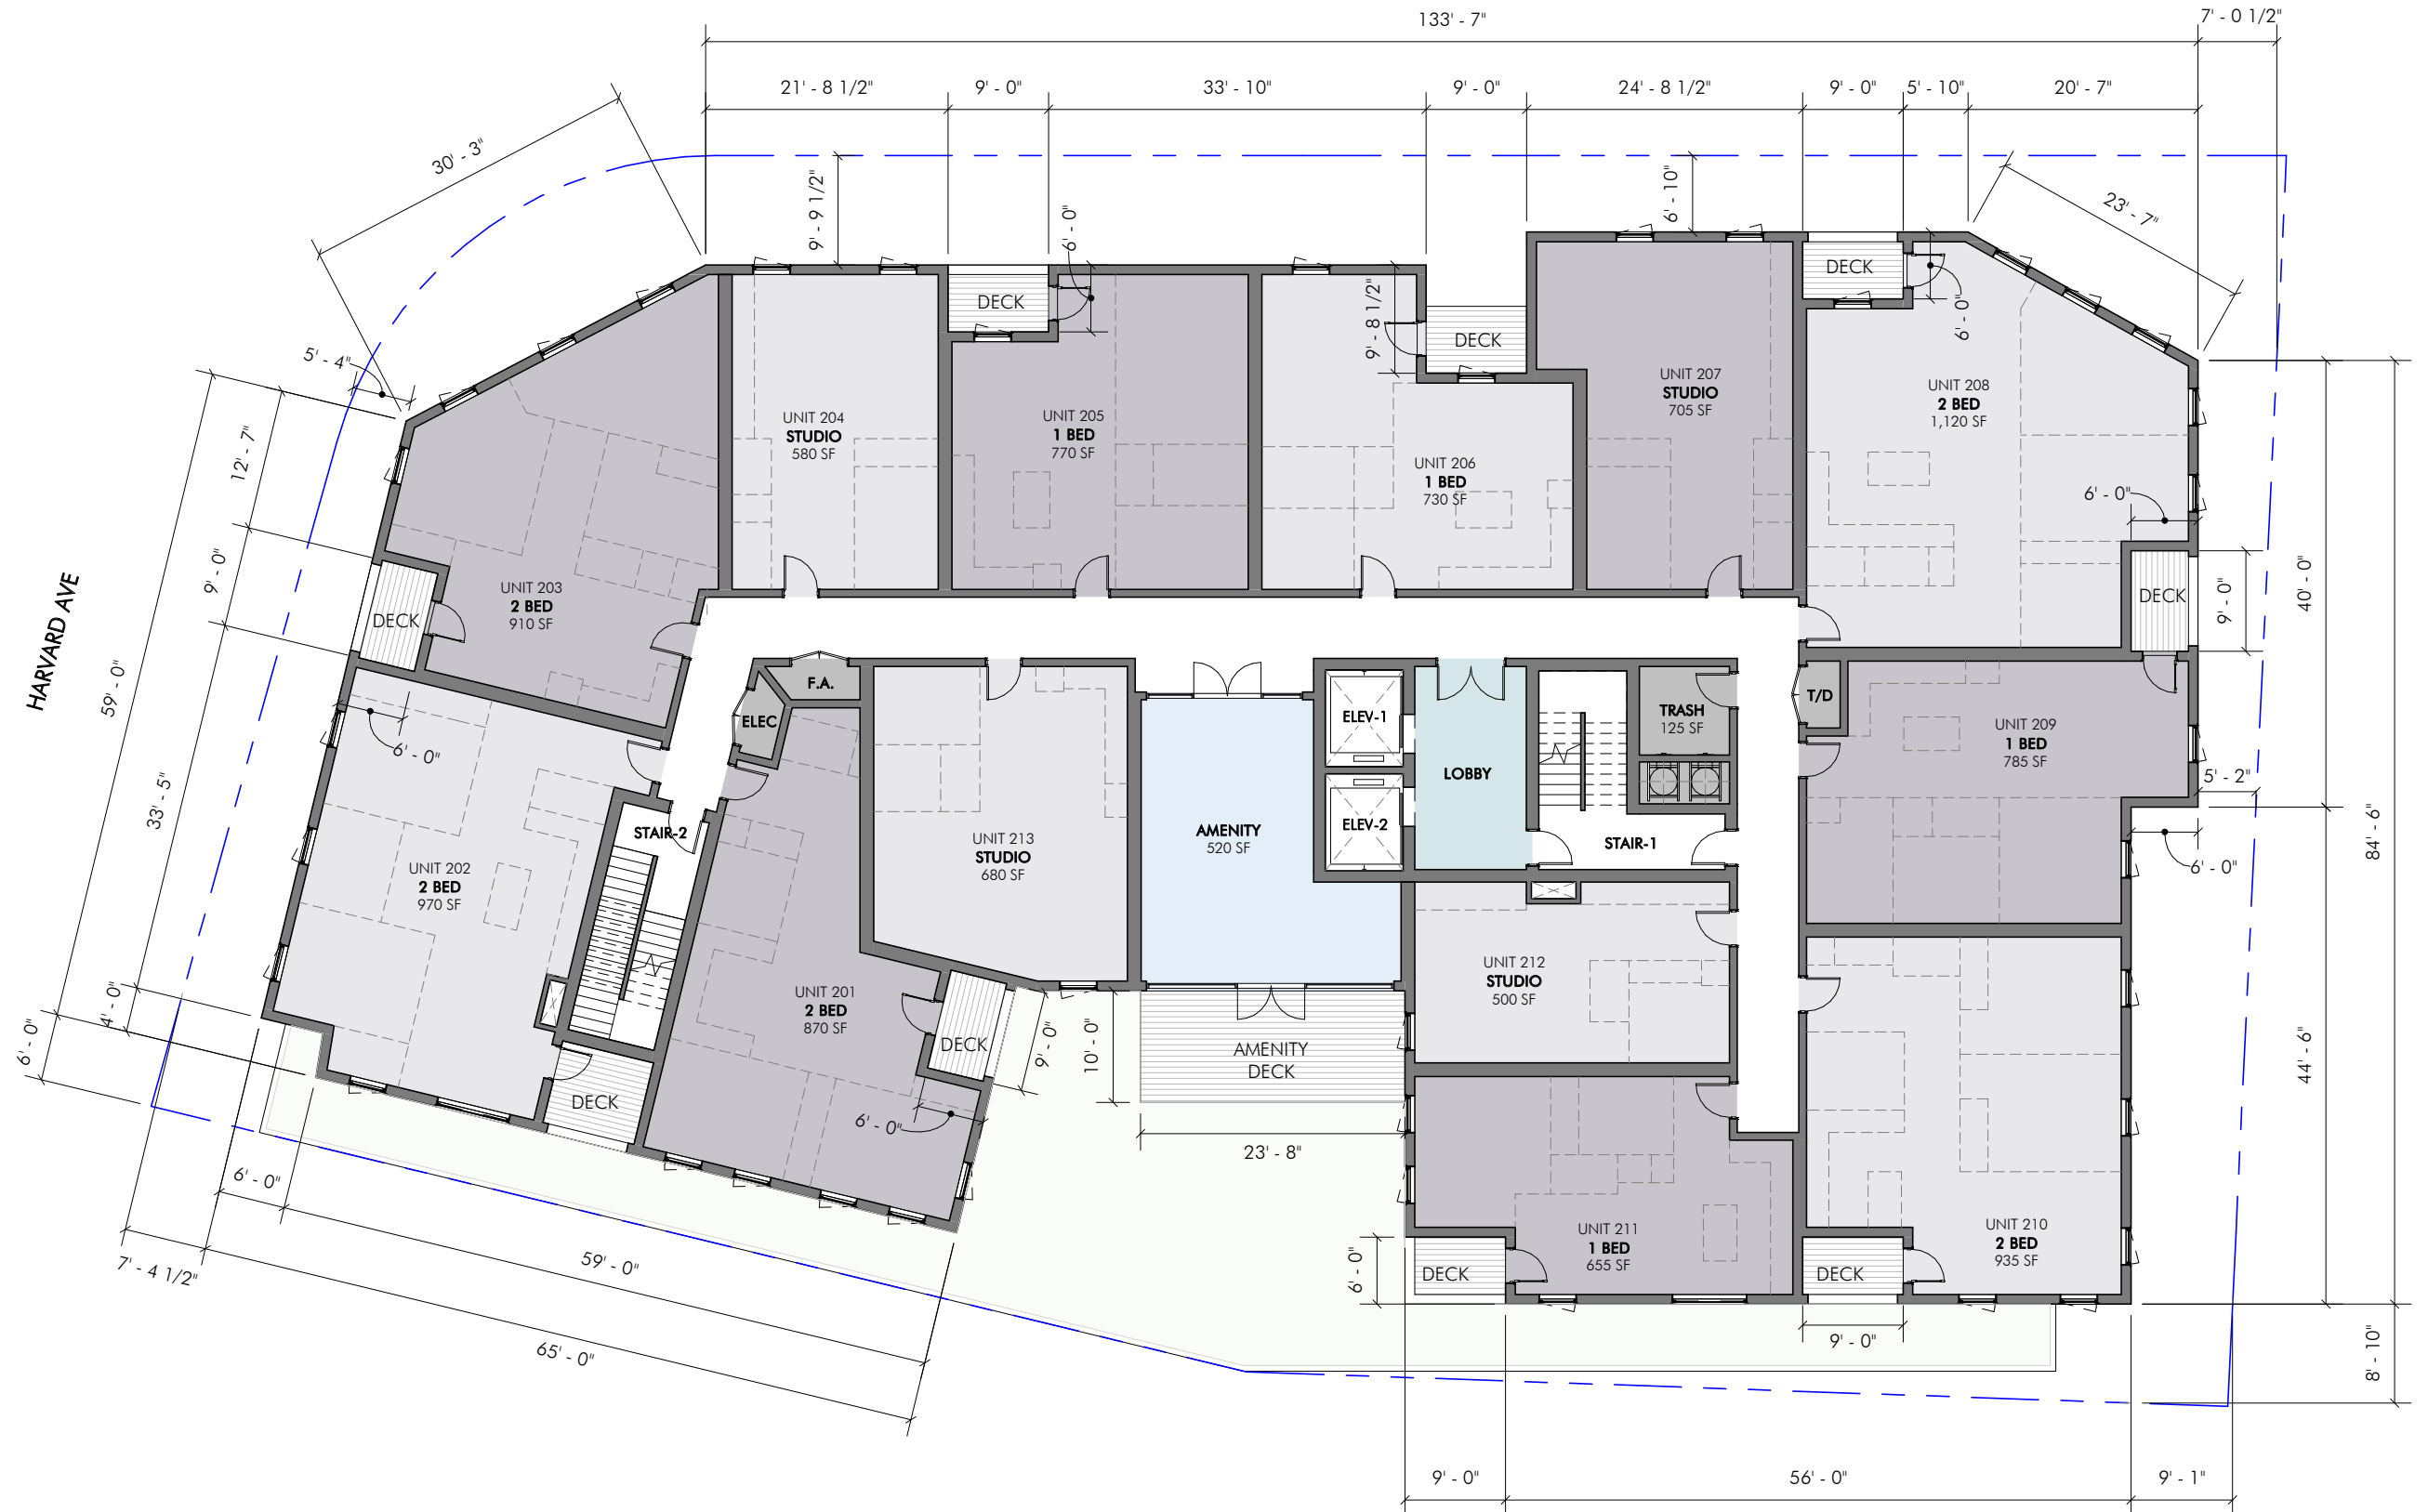 133' - 7"
7' - 0 1/2"
21' - 8 1/2"
9' - 0"
33' - 10"
9' - 0"
24' - 8 1/2"
9' - 0"
5' - 10"
20' - 7"
30' - 3"
9' - 9 1/2"
6' - 0"
6' - 10"
23' - 7"
DECK
DECK
9' - 8 1/2"
DECK
6' - 0"
5' - 4"
12' - 7"
UNIT 204
STUDIO
580 SF
UNIT 205
1 BED
770 SF
UNIT 206
1 BED
730 SF
UNIT 207
STUDIO
705 SF
UNIT 208
2 BED
1,120 SF
6' - 0"
HARVARD AVE
59' - 0"
9' - 0"
DECK
UNIT 203
2 BED
910 SF
DECK
9' - 0"
40' - 0"
33' - 5"
6' - 0"
F.A.
ELEC
ELEV-1
ELEV-2
LOBBY
TRASH
125 SF
T/D
UNIT 209
1 BED
785 SF
5' - 2"
6' - 0"
84' - 6"
STAIR-2
STAIR-1
AMENITY
520 SF
UNIT 213
STUDIO
680 SF
UNIT 202
2 BED
970 SF
UNIT 201
2 BED
870 SF
UNIT 212
STUDIO
500 SF
4' - 0"
6' - 0"
DECK
9' - 0"
10' - 0"
AMENITY
DECK
44' - 6"
DECK
6' - 0"
23' - 8"
6' - 0"
7' - 4 1/2"
59' - 0"
65' - 0"
6' - 0"
DECK
UNIT 211
1 BED
655 SF
DECK
UNIT 210
2 BED
935 SF
9' - 0"
8' - 10"
9' - 0"
56' - 0"
9' - 1"